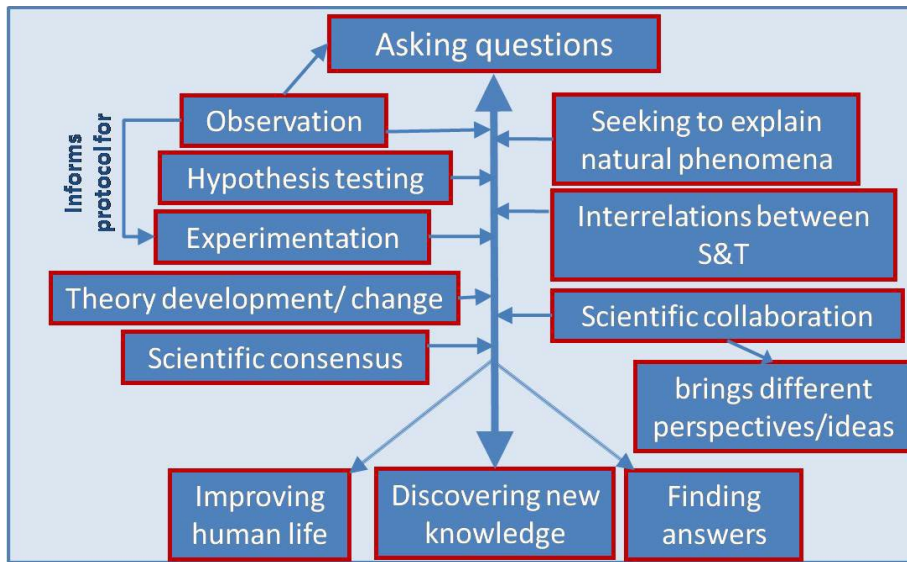 Asking questions
Observation
Informs
protocol for
Hypothesis testing
Experimentation
Theory development/ change
Scientific consensus
Seeking to explain
natural phenomena
Interrelations between
S&T
Scientific collaboration
brings different
perspectives/ideas
Improving
human life
Discovering new
knowledge
Finding
answers